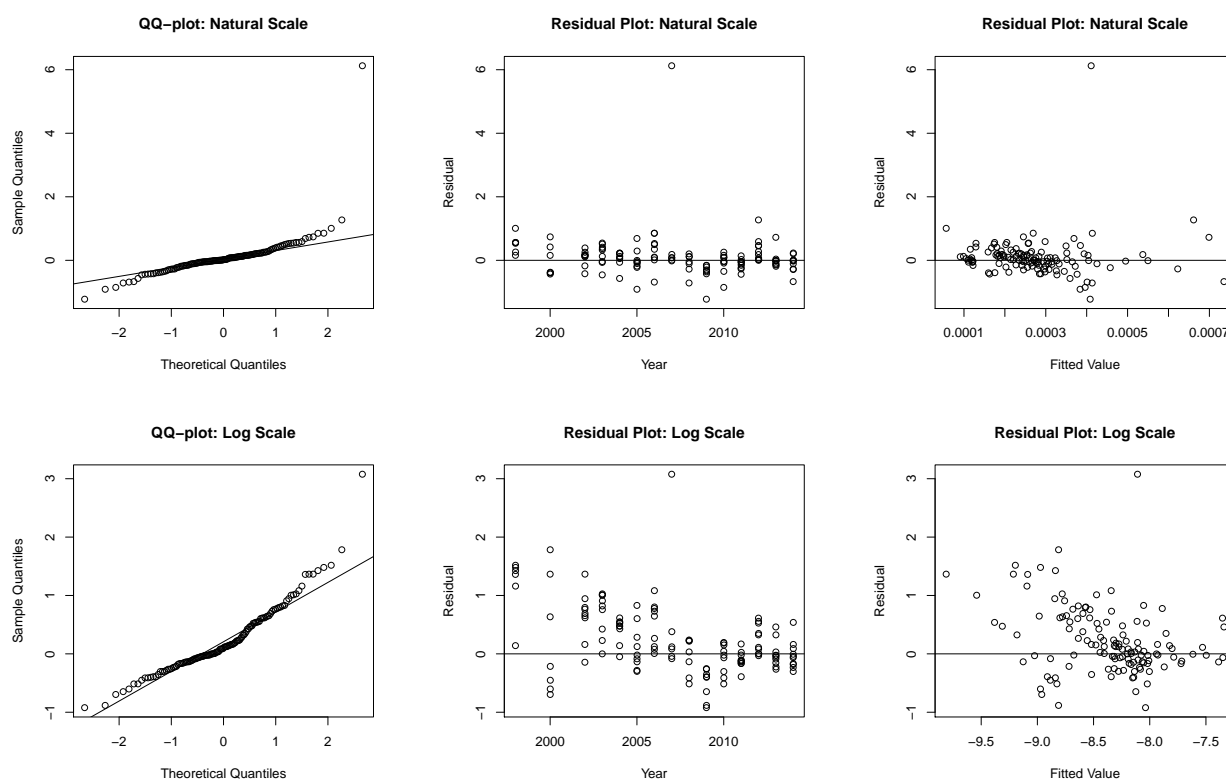 QQ−plot: Natural Scale
Sample Quantiles
6
4
2
0
−2 −1 0 1 2
Theoretical Quantiles
Residual Plot: Natural Scale
Residual
6
4
2
0
2000 2005 2010
Year
Residual Plot: Natural Scale
Residual
6
4
2
0
0.0001 0.0003 0.0005 0.0007
Fitted Value
QQ−plot: Log Scale
Sample Quantiles
3
2
1
0
−1
−2 −1 0 1 2
Theoretical Quantiles
Residual Plot: Log Scale
Residual
3
2
1
0
−1
2000 2005 2010
Year
Residual Plot: Log Scale
Residual
3
2
1
0
−1
−9.5 −9.0 −8.5 −8.0 −7.5
Fitted Value